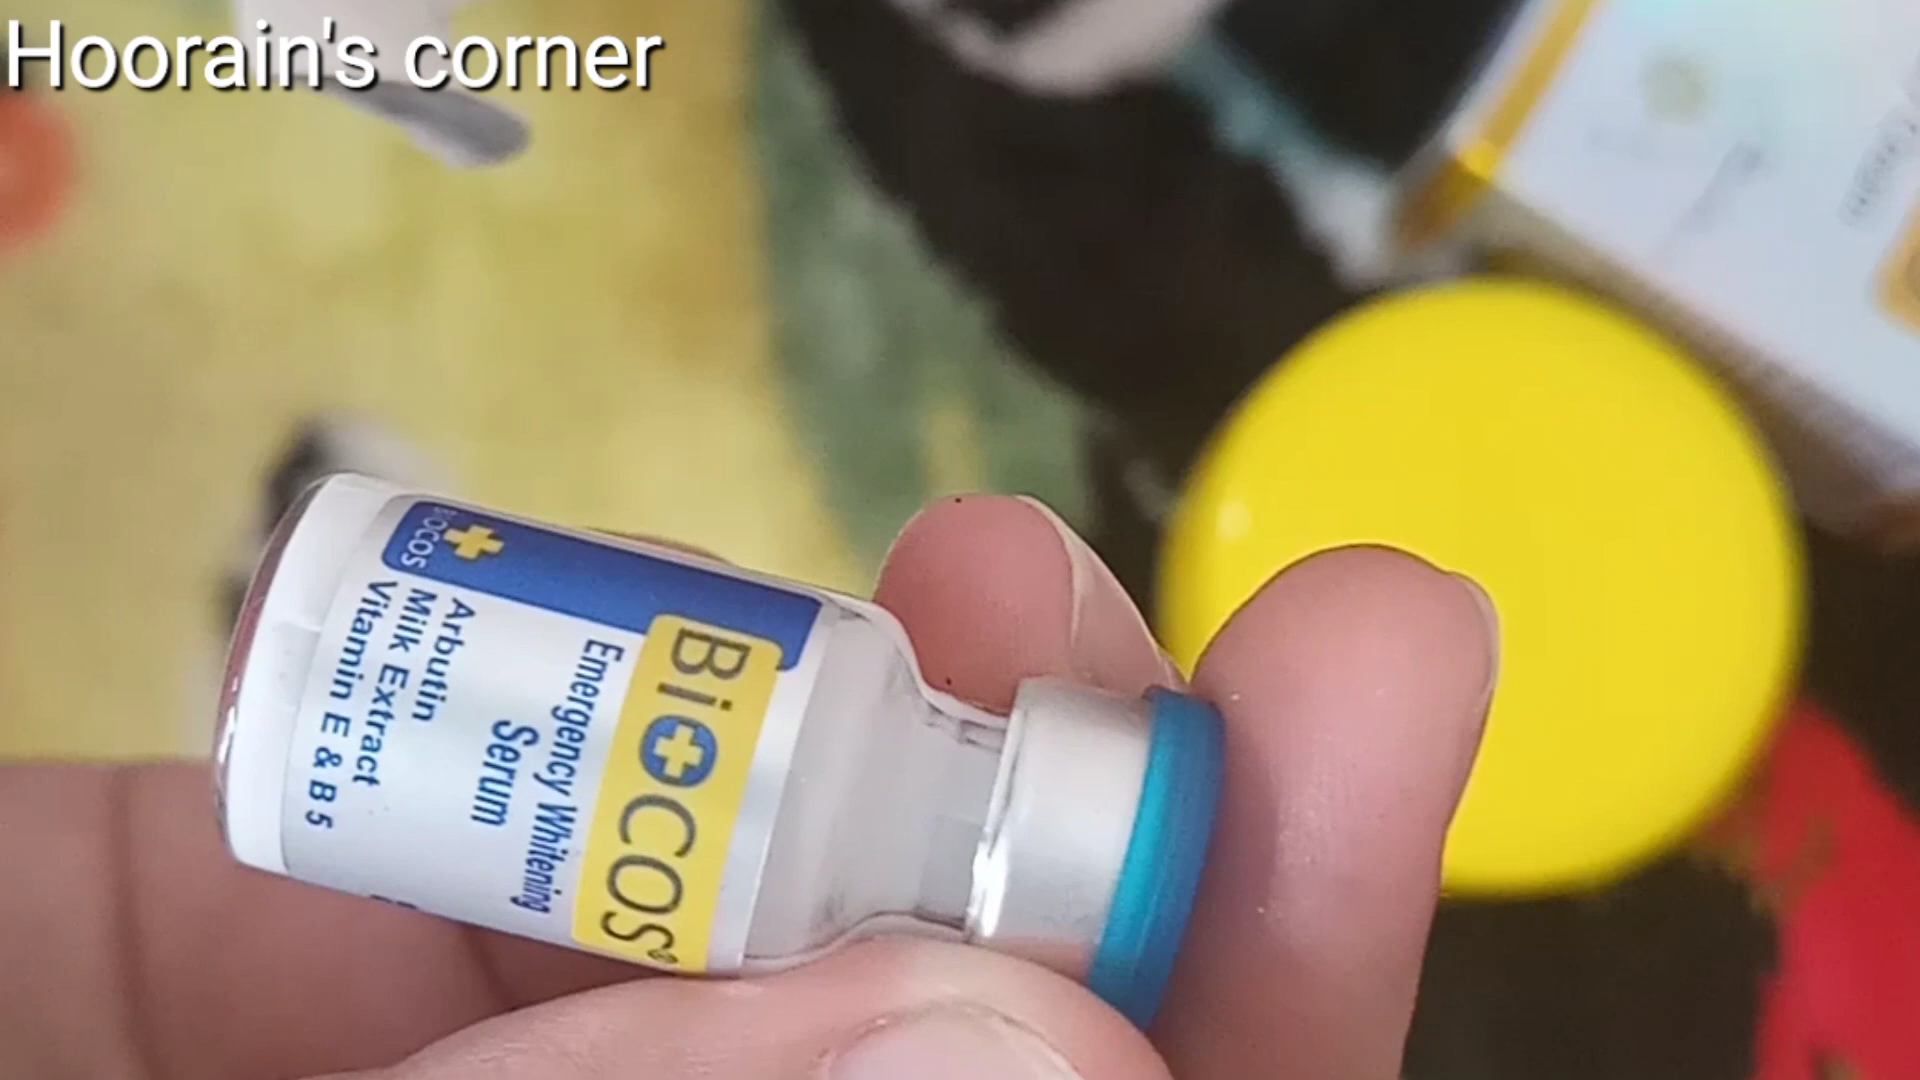 Hoorain's corner
BiOCOS®
Emergency Whitening
Serum
Arbutin
Milk Extract
Vitamin E & B5
BIOCOS